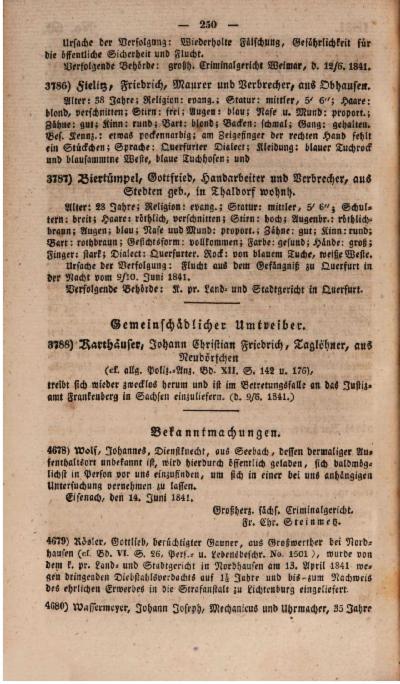 — 250 —
Ursache der Verfolgung: Wiederholte Fälschung, Gefährlichkeit für
die öffentliche Sicherheit und Flucht.
Verfolgende Behörde: großh. Criminalgericht Weimar, d. 12/6. 1841.
3786) Fielitz, Friedrich, Maurer und Verbrecher, aus Obhausen.
Alter: 38 Jahre; Religion: evang.; Statur: mittler, 5' 6"; Haare:
blond, verschnitten; Stirn: frei; Augen: blau; Nase u. Mund: proport.;
Zähne: gut; Kinn: rund; Bart: blond; Backen: schmal; Gang: gehalten.
Bes. Kennz.: etwas pockennarbig; am Zeigefinger der rechten Hand fehlt
ein Stückchen; Sprache: Querfurter Dialect; Kleidung: blauer Tuchrock
und blausammtne Weste, blaue Tuchhosen; und
3787) Biertümpel, Gottfried, Handarbeiter und Verbrecher, aus
Stedten geb., in Thaldorf wohnh.
Alter: 23 Jahre; Religion: evang.; Statur: mittler, 5' 6"; Schul-
tern: breit; Haare: röthlich, verschnitten; Stirn: hoch; Augenbr.: röthlich-
braun; Augen: blau; Nase und Mund: proport.; Zähne: gut; Kinn: rund;
Bart: rothbraun; Gesichtsform: vollkommen; Farbe: gesund; Hände: groß;
Finger: stark; Dialect: Querfurter. Rock: von blauem Tuche, weiße Weste.
Ursache der Verfolgung: Flucht aus dem Gefängniß zu Querfurt in
der Nacht vom 9/10. Juni 1841.
Verfolgende Behörde: K. pr. Land- und Stadtgericht in Querfurt.
Gemeinschädlicher Umtreiber.
3788) Karthäuser, Johann Christian Friedrich, Taglöhner, aus
Neudörfchen
(cf. allg. Poliz.-Anz. Bd. XII. S. 142 u. 176),
treibt sich wieder zwecklos herum und ist im Betretungsfalle an das Justiz-
amt Frankenberg in Sachsen einzuliefern. (d. 9/6. 1841.)
Bekanntmachungen.
4678) Wolf, Johannes, Dienstknecht, aus Seebach, dessen dermaliger Au-
fenthaltsort unbekannt ist, wird hierdurch öffentlich geladen, sich baldmög-
lichst in Person vor uns einzufinden, um sich in einer bei uns anhängigen
Untersuchung vernehmen zu lassen.
Eisenach, den 14. Juni 1841.
Großherz. sächs. Criminalgericht.
Fr. Chr. Steinmetz.
4679) Rösler, Gottlieb, berüchtigter Gauner, aus Großwerther bei Nord-
hausen (cf. Bd. VI. S. 26, Pers.- u. Lebensbeschr. No. 1501), wurde von
dem k. pr. Land- und Stadtgericht in Nordhausen am 13. April 1841 we-
gen dringenden Diebstahlsverdachts auf 1½ Jahre und bis zum Nachweis
des ehrlichen Erwerbes in die Strafanstalt zu Lichtenburg eingeliefert.
4680) Wassermeyer, Johann Joseph, Mechanicus und Uhrmacher, 35 Jahre